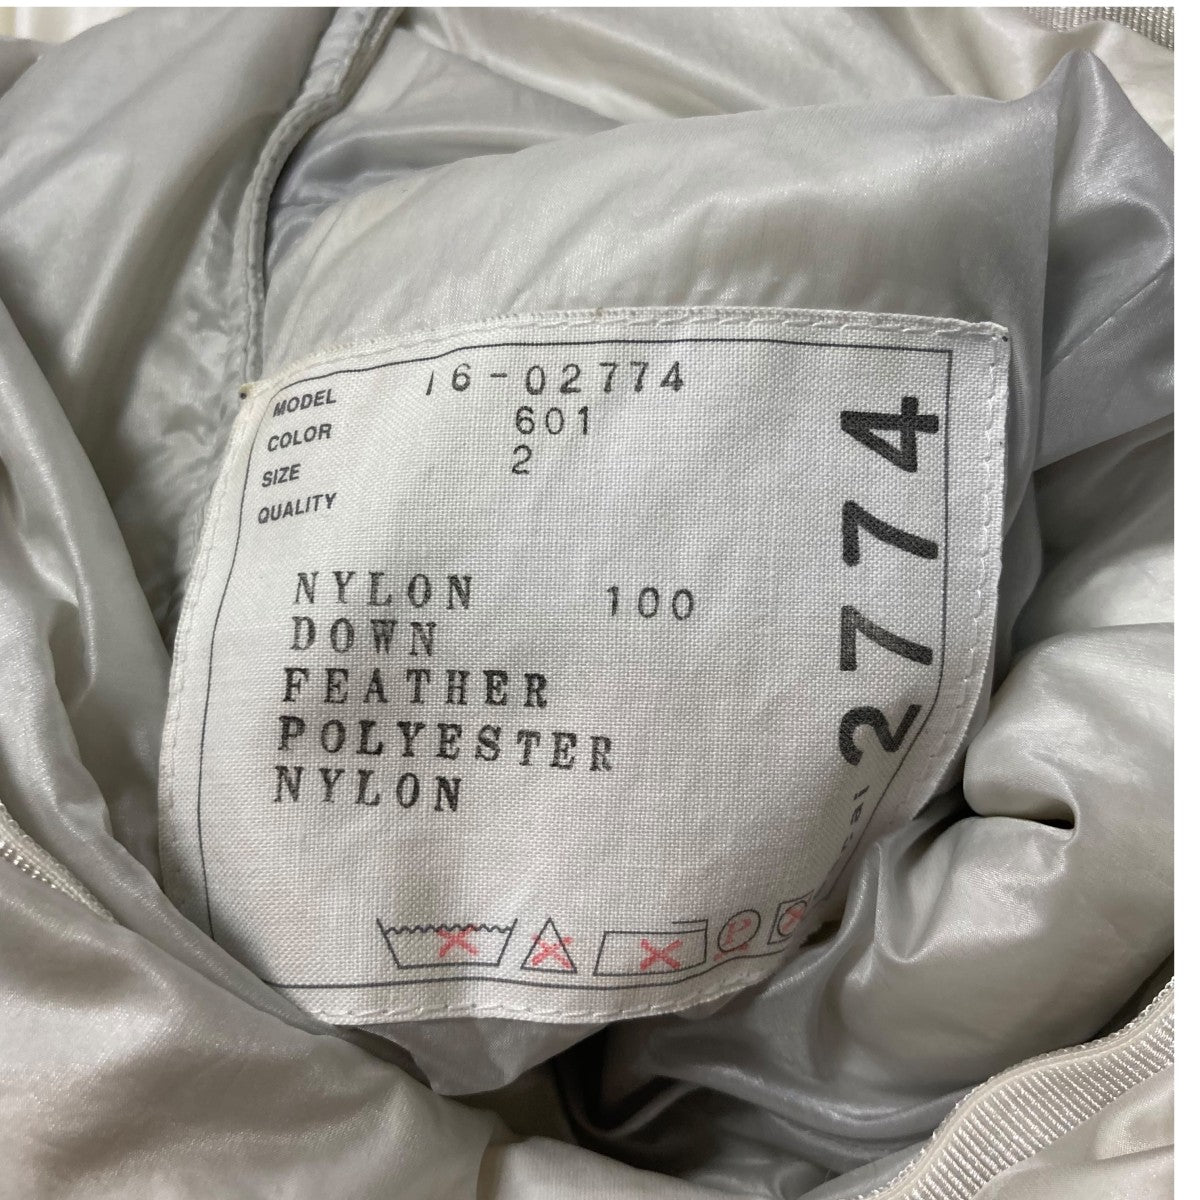 MODEL 16-02774
COLOR 601
SIZE 2
QUALITY
NYLON 100
DOWN
FEATHER
POLYESTER
NYLON
P
2774